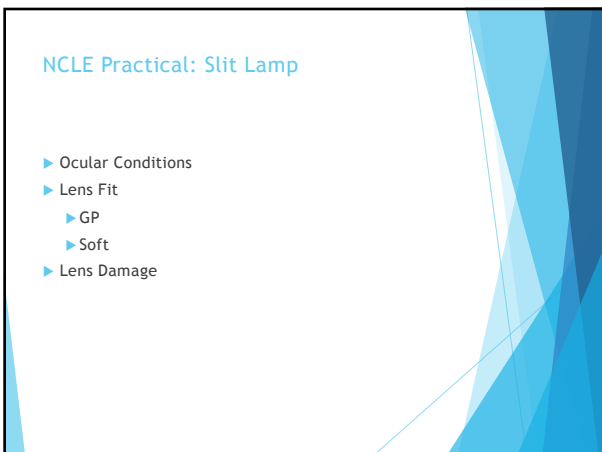 NCLE Practical: Slit Lamp
Ocular Conditions
Lens Fit
GP
Soft
Lens Damage